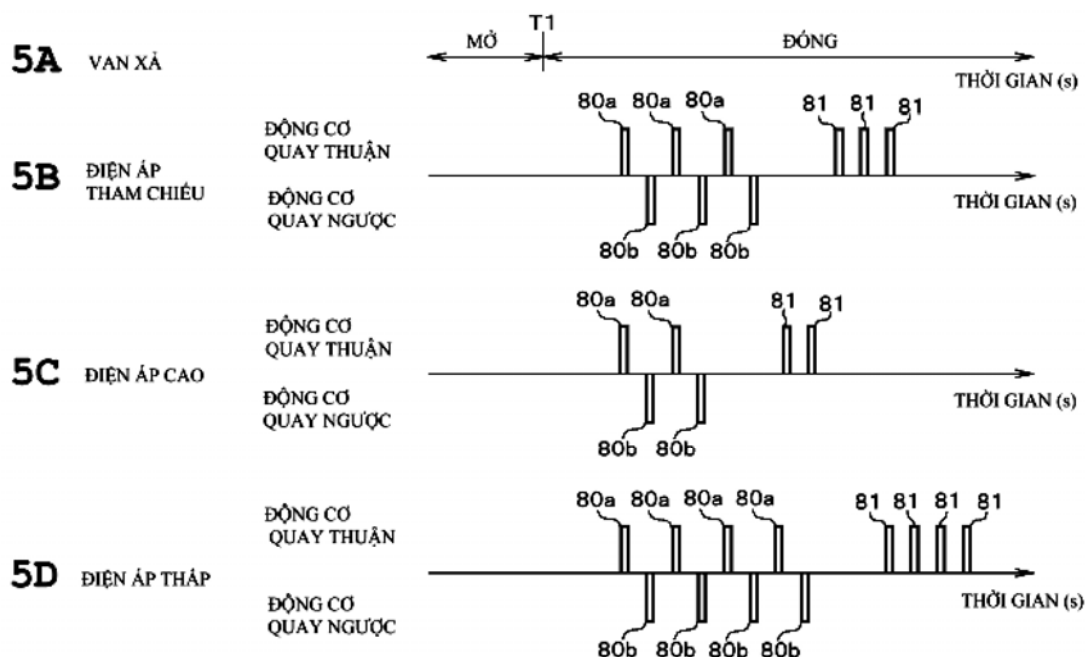 T1
MỞ
ĐÓNG
5A VAN XẢ
THỜI GIAN (s)
80a 80a 80a 81 81 81
ĐỘNG CƠ
QUAY THUẬN
5B ĐIỆN ÁP
THAM CHIẾU
THỜI GIAN (s)
ĐỘNG CƠ
QUAY NGƯỢC
80b 80b 80b
80a 80a 81 81
ĐỘNG CƠ
QUAY THUẬN
5C ĐIỆN ÁP CAO
THỜI GIAN (s)
ĐỘNG CƠ
QUAY NGƯỢC
80b 80b
80a 80a 80a 80a 81 81 81 81
ĐỘNG CƠ
QUAY THUẬN
5D ĐIỆN ÁP THẤP
THỜI GIAN (s)
ĐỘNG CƠ
QUAY NGƯỢC
80b 80b 80b 80b